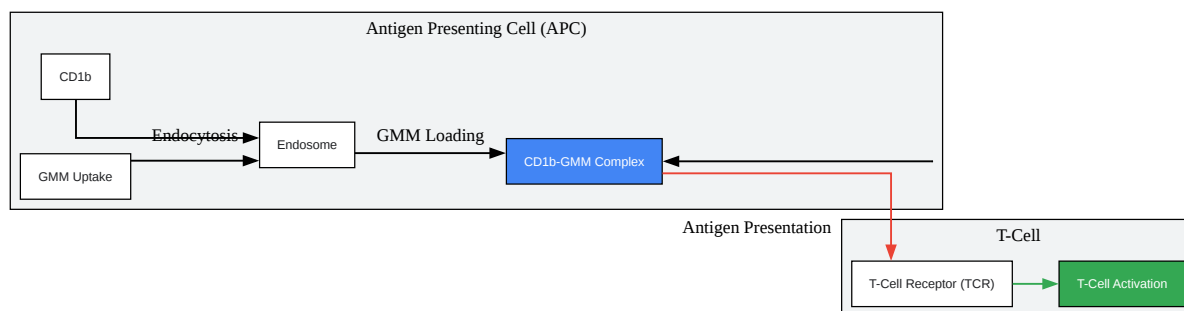 Antigen Presenting Cell (APC)
CD1b
Endocytosis
GMM Uptake
Endosome
GMM Loading
CD1b-GMM Complex
Antigen Presentation
T-Cell
T-Cell Receptor (TCR)
T-Cell Activation